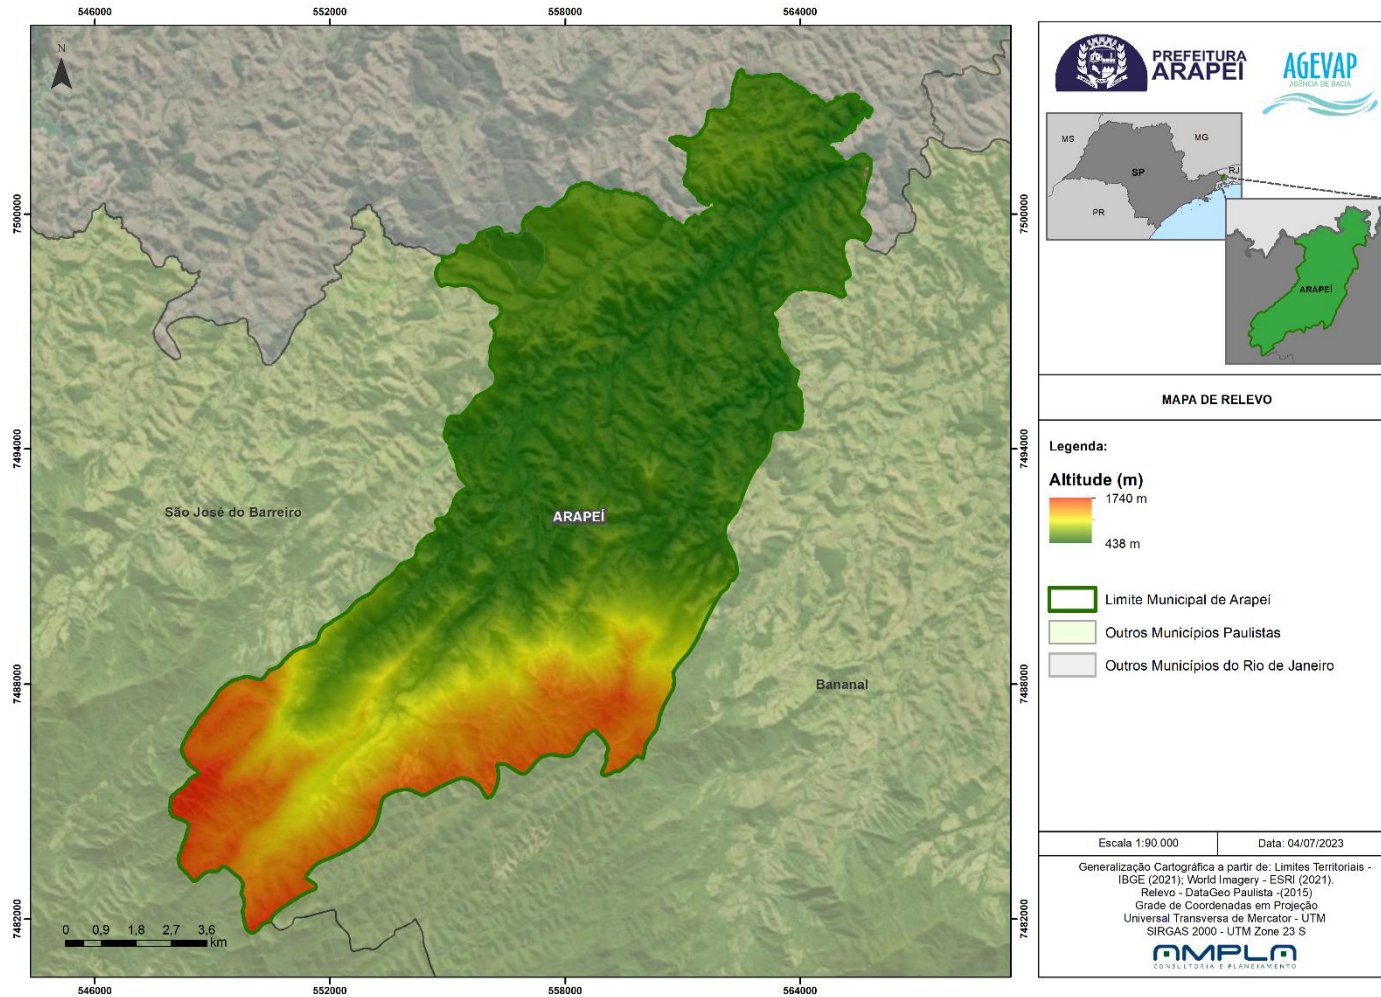 546000
552000
558000
564000
N
7500000
7494000
7488000
7482000
São José do Barreiro
ARAPEÍ
Bananal
0 0,9 1,8 2,7 3,6
km
7500000
7494000
7488000
7482000
546000
552000
558000
564000
PREFEITURA
ARAPEÍ
AGEVAP
AGÊNCIA DE BACIA
MS
MG
SP
RJ
PR
ARAPEÍ
MAPA DE RELEVO
Legenda:
Altitude (m)
1740 m
438 m
Limite Municipal de Arapeí
Outros Municípios Paulistas
Outros Municípios do Rio de Janeiro
Escala 1:90.000
Data: 04/07/2023
Generalização Cartográfica a partir de: Limites Territoriais -
IBGE (2021); World Imagery - ESRI (2021).
Relevo - DataGeo Paulista -(2015)
Grade de Coordenadas em Projeção
Universal Transversa de Mercator - UTM
SIRGAS 2000 - UTM Zone 23 S
AMPLA
CONSULTORIA E PLANEJAMENTO